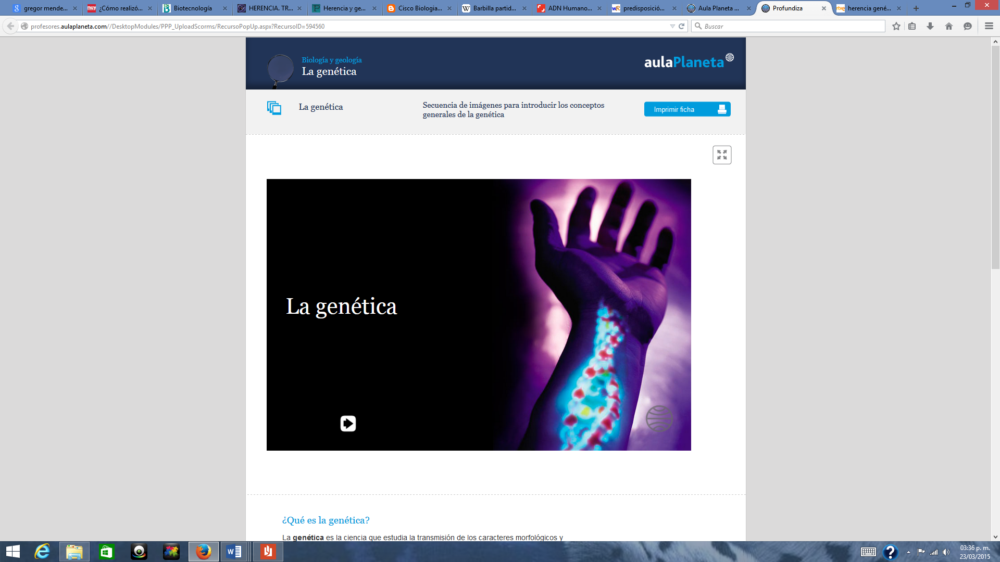 gregor mende...
¿Cómo realizó...
Biotecnología
HERENCIA. TR...
Herencia y ge...
Cisco Biologia...
Barbilla partid...
ADN Humano...
predisposició...
Aula Planeta ...
Profundiza
herencia gené...
profesores.aulaplaneta.com//DesktopModules/PPP_UploadScorms/RecursoPopUp.aspx?RecursoID=594560
Buscar
Biología y geología
La genética
aulaPlaneta
La genética
Secuencia de imágenes para introducir los conceptos
generales de la genética
Imprimir ficha
La genética
¿Qué es la genética?
La genética es la ciencia que estudia la transmisión de los caracteres morfológicos y
03:36 p. m.
23/03/2015